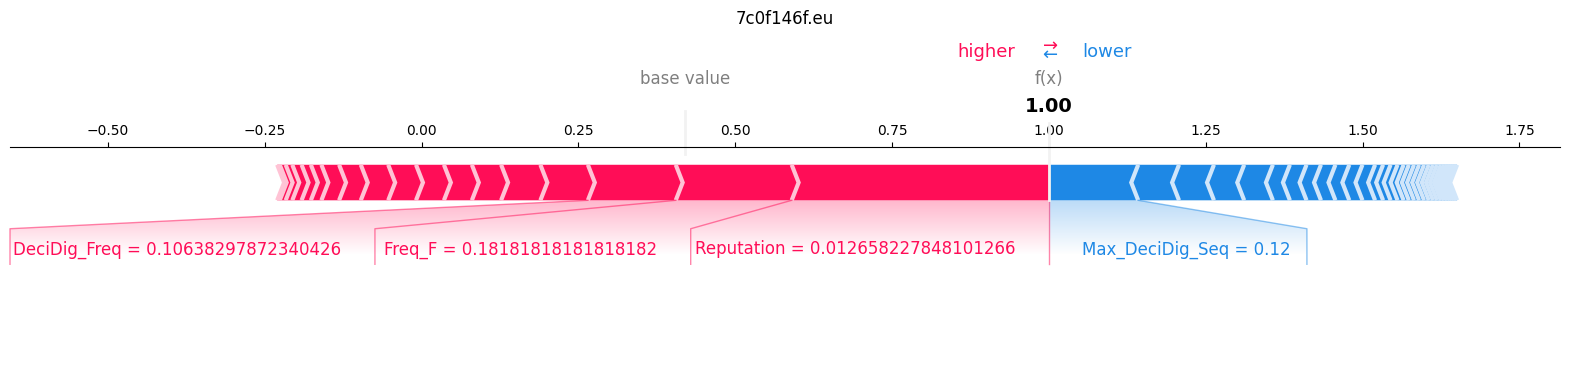 7c0f146f.eu
higher ⇄ lower
base value f(x)
1.00
−0.50 −0.25 0.00 0.25 0.50 0.75 1.00 1.25 1.50 1.75
DeciDig_Freq = 0.10638297872340426 Freq_F = 0.18181818181818182 Reputation = 0.012658227848101266 Max_DeciDig_Seq = 0.12